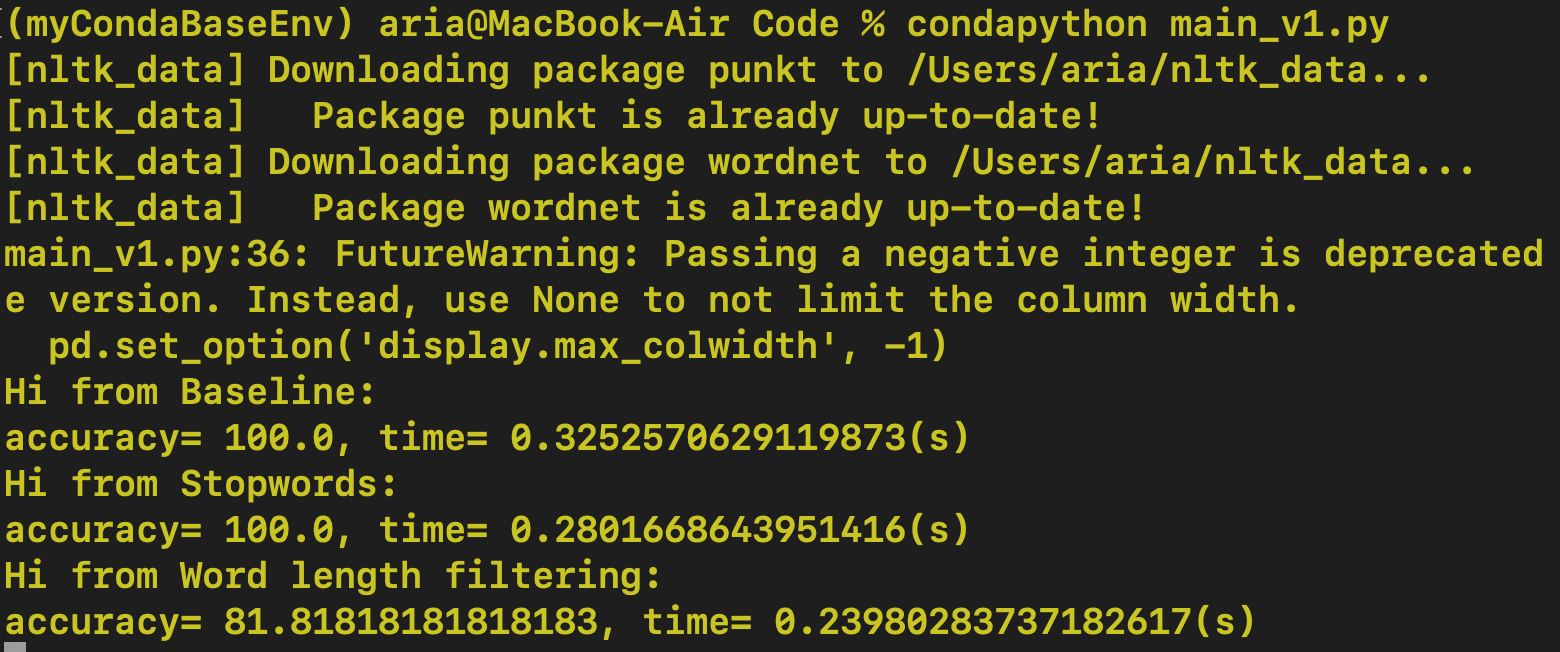 (myCondaBaseEnv) aria@MacBook-Air Code % condapython main_v1.py
[nltk_data] Downloading package punkt to /Users/aria/nltk_data...
[nltk_data]   Package punkt is already up-to-date!
[nltk_data] Downloading package wordnet to /Users/aria/nltk_data...
[nltk_data]   Package wordnet is already up-to-date!
main_v1.py:36: FutureWarning: Passing a negative integer is deprecated
e version. Instead, use None to not limit the column width.
  pd.set_option('display.max_colwidth', -1)
Hi from Baseline:
accuracy= 100.0, time= 0.3252570629119873(s)
Hi from Stopwords:
accuracy= 100.0, time= 0.2801668643951416(s)
Hi from Word length filtering:
accuracy= 81.81818181818183, time= 0.23980283737182617(s)